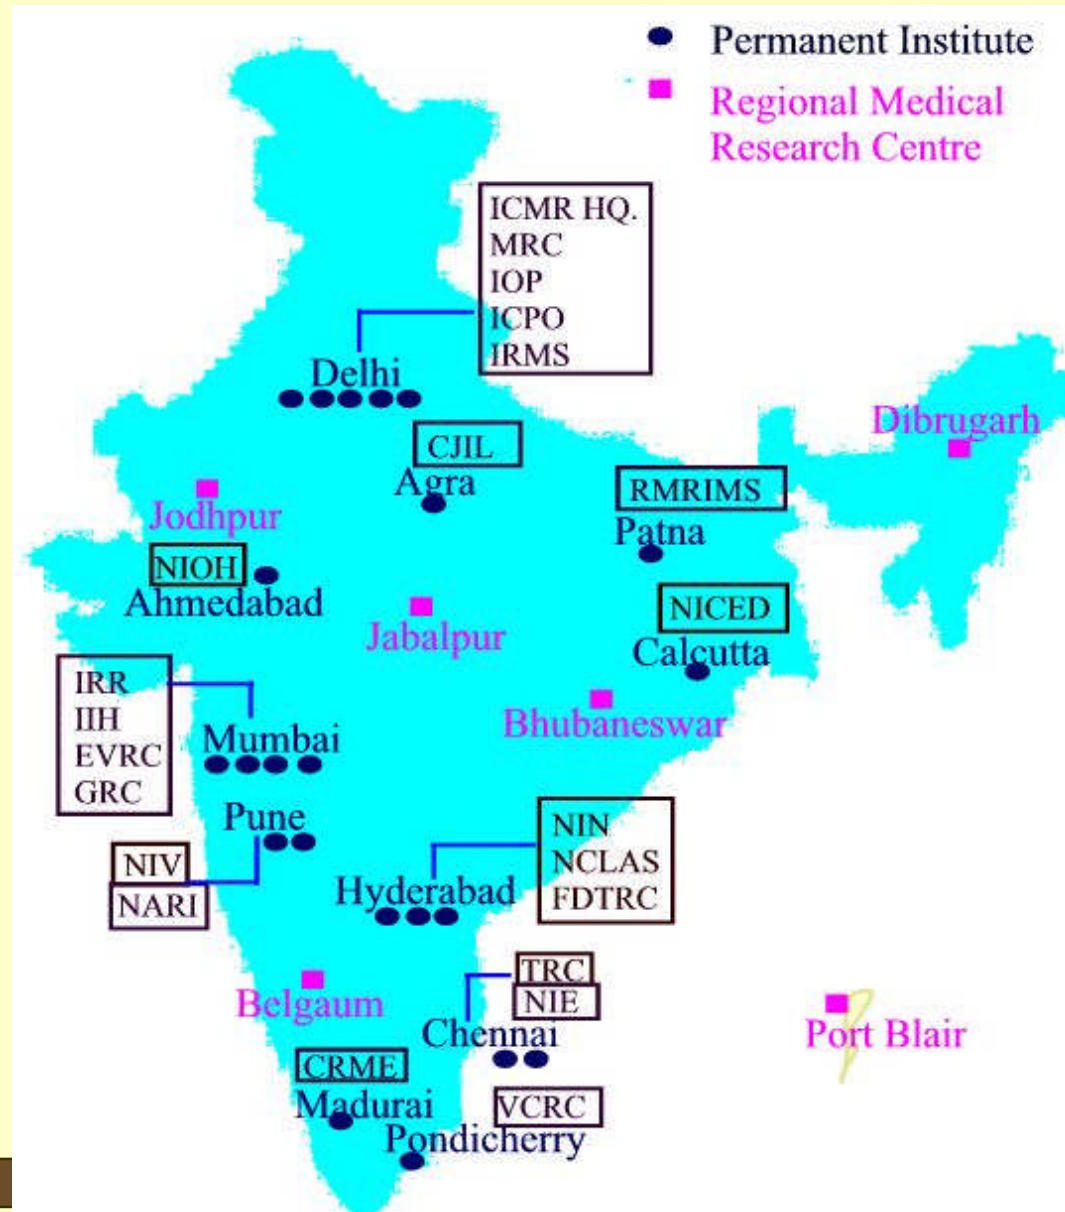 Permanent Institute
Regional Medical
Research Centre
ICMR HQ.
MRC
IOP
ICPO
IRMS
Delhi
CJIL
Agra
Dibrugarh
RMRIMS
Patna
Jodhpur
NIOH
Ahmedabad
Jabalpur
NICED
Calcutta
Bhubaneswar
IRR
IIH
EVRC
GRC
Mumbai
Pune
NIV
NARI
NIN
NCLAS
FDTRC
Hyderabad
Belgaum
TRC
NIE
Chennai
Port Blair
CRME
Madurai
VCRC
Pondicherry